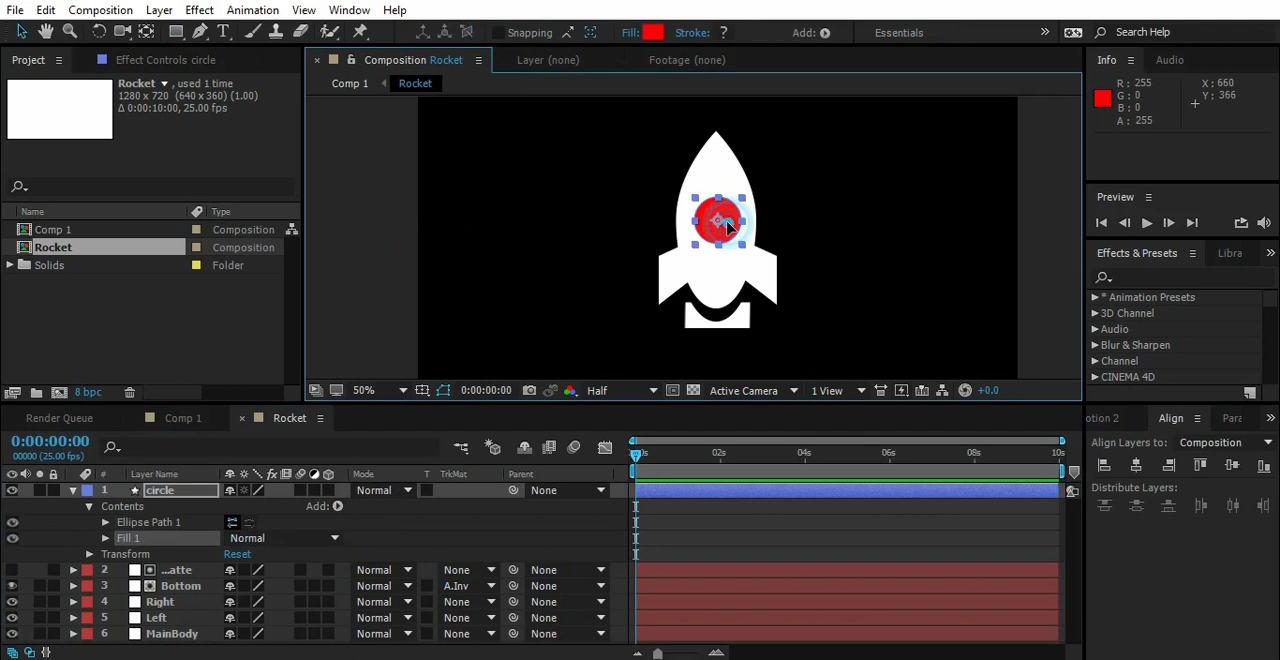 File Edit Composition Layer Effect Animation View Window Help
Snapping Fill: Stroke: ? Add: Essentials Search Help
Project Effect Controls circle
Composition Rocket Layer (none) Footage (none)
Info Audio
Rocket , used 1 time
1280 x 720 (640 x 360) (1.00)
Δ 0:00:10:00, 25.00 fps
Comp 1 Rocket
R : 255
G : 0
B : 0
A : 255
X : 660
Y : 366
Name Type
Comp 1 Composition
Rocket Composition
Solids Folder
8 bpc
50% 0:00:00:00 Half Active Camera 1 View +0.0
Preview
Effects & Presets Libra
* Animation Presets
3D Channel
Audio
Blur & Sharpen
Channel
CINEMA 4D
Render Queue Comp 1 Rocket
otion 2 Align Para
0:00:00:00
00000 (25.00 fps)
02s 04s 06s 08s 10s
Align Layers to: Composition
Distribute Layers:
# Layer Name Mode T TrkMat Parent
1 circle Normal None
Contents Add:
Ellipse Path 1
Fill 1 Normal
Transform Reset
2 ...atte Normal None None
3 Bottom Normal A.Inv None
4 Right Normal None None
5 Left Normal None None
6 MainBody Normal None None